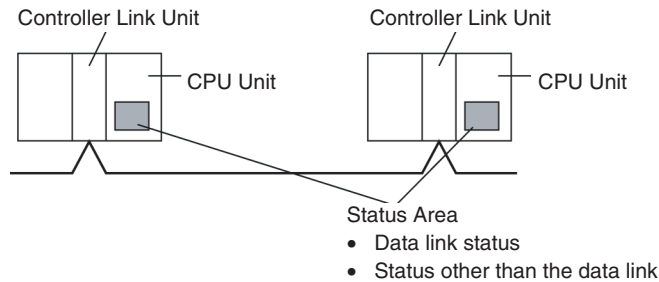 Controller Link Unit
Controller Link Unit
CPU Unit
CPU Unit
Status Area
• Data link status
• Status other than the data link